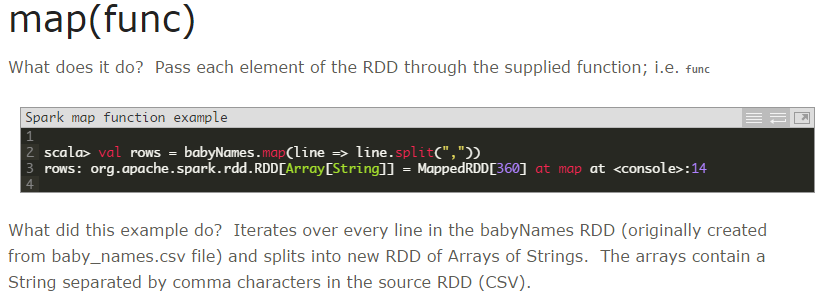 map(func)
What does it do?  Pass each element of the RDD through the supplied function; i.e. func
Spark map function example
1
2 scala> val rows = babyNames.map(line => line.split(","))
3 rows: org.apache.spark.rdd.RDD[Array[String]] = MappedRDD[360] at map at <console>:14
4
What did this example do?  Iterates over every line in the babyNames RDD (originally created
from baby_names.csv file) and splits into new RDD of Arrays of Strings.  The arrays contain a
String separated by comma characters in the source RDD (CSV).